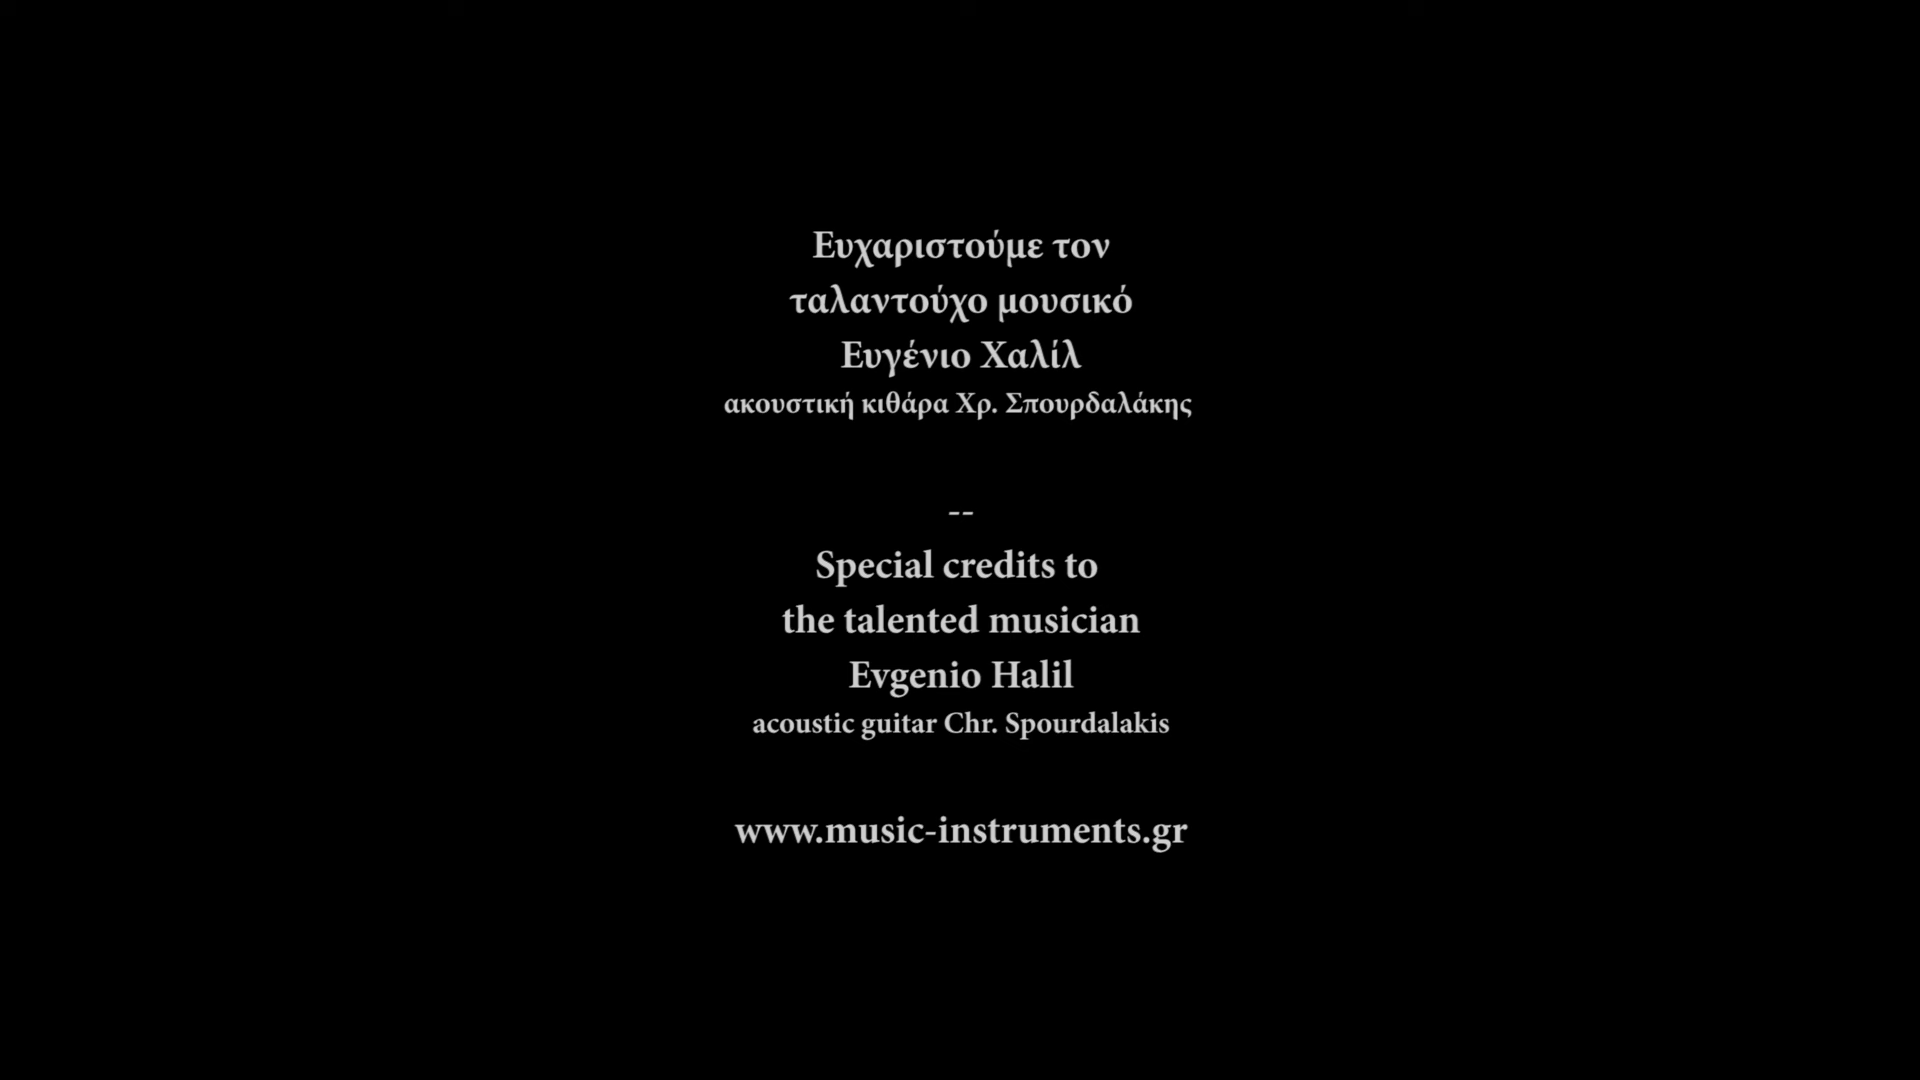 Ευχαριστούμε τον
ταλαντούχο μουσικό
Ευγένιο Χαλίλ
ακουστική κιθάρα Χρ. Σπουρδαλάκης
--
Special credits to
the talented musician
Evgenio Halil
acoustic guitar Chr. Spourdalakis
www.music-instruments.gr